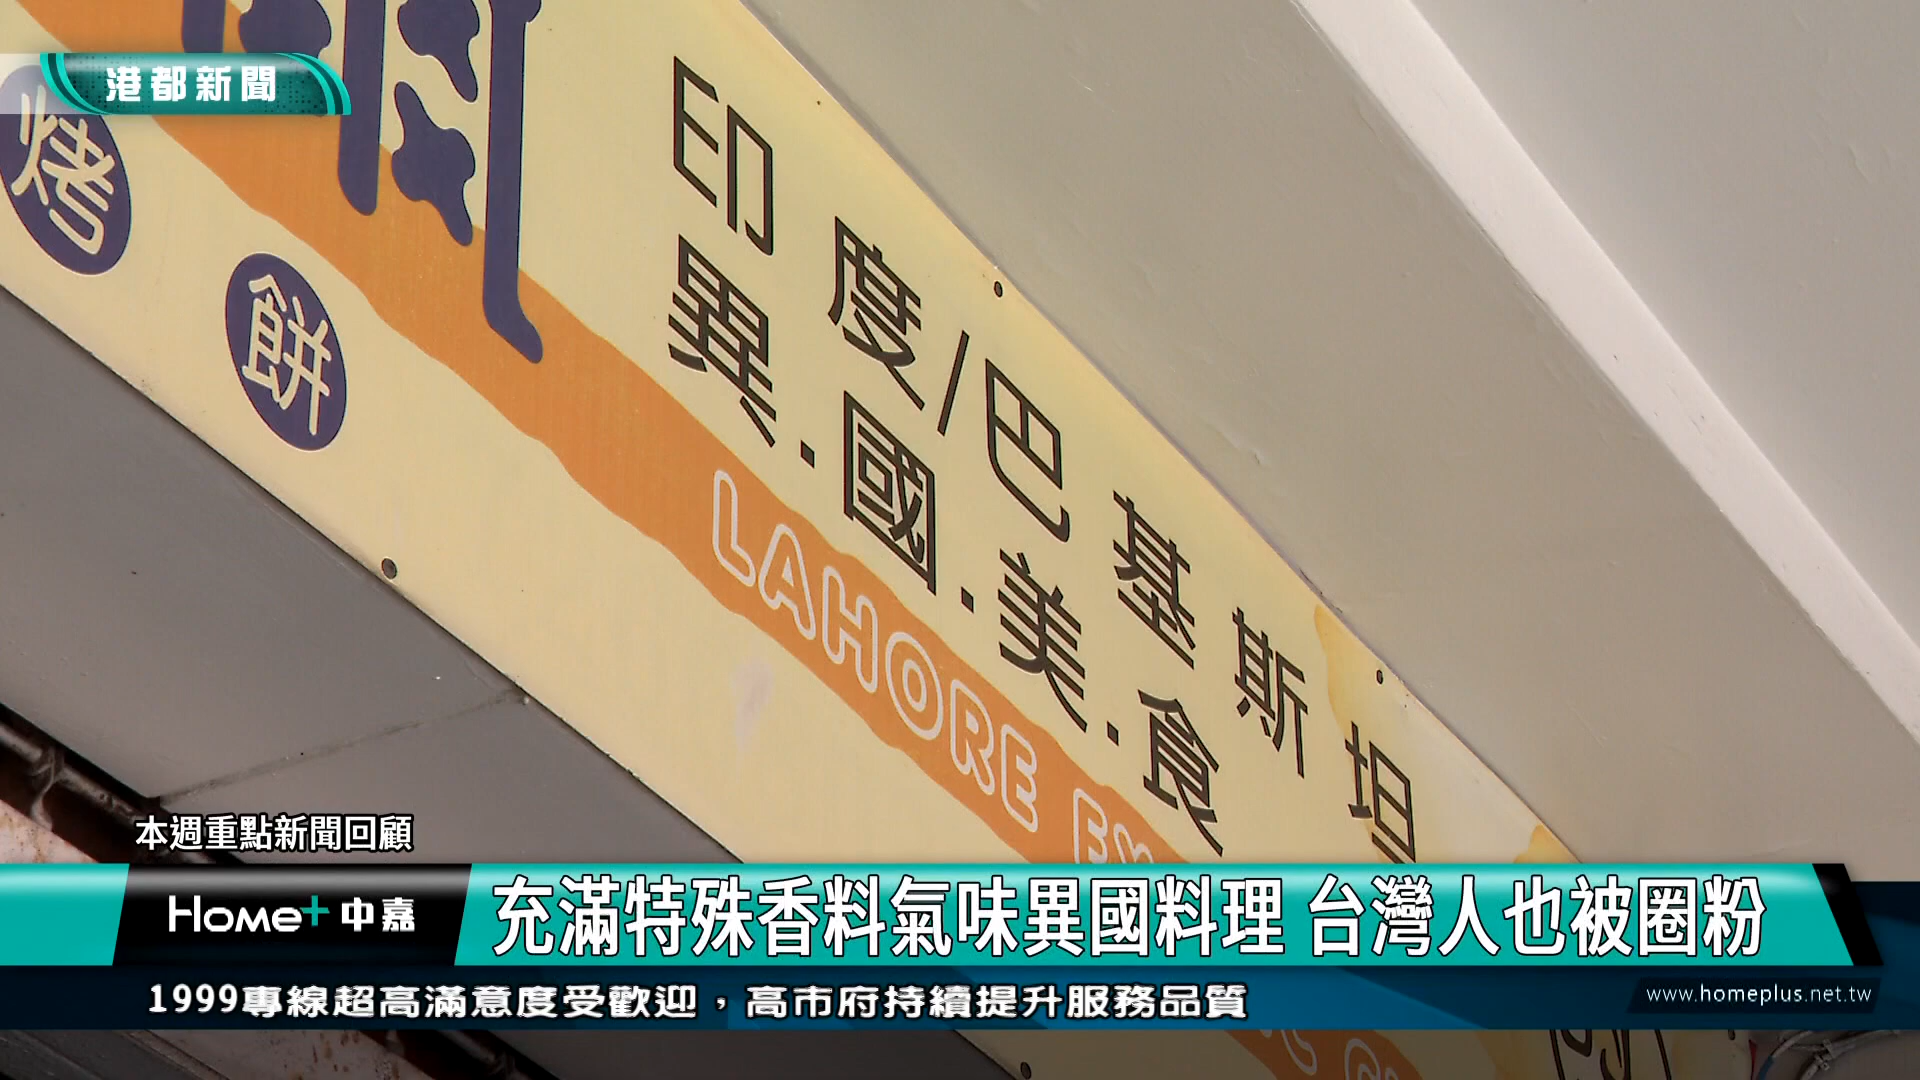 港都新聞
烤餅
印度/巴基斯坦
異.國.美.食
LAHORE
本週重點新聞回顧
Home+中嘉
充滿特殊香料氣味異國料理 台灣人也被圈粉
1999專線超高滿意度受歡迎，高市府持續提升服務品質
www.homeplus.net.tw